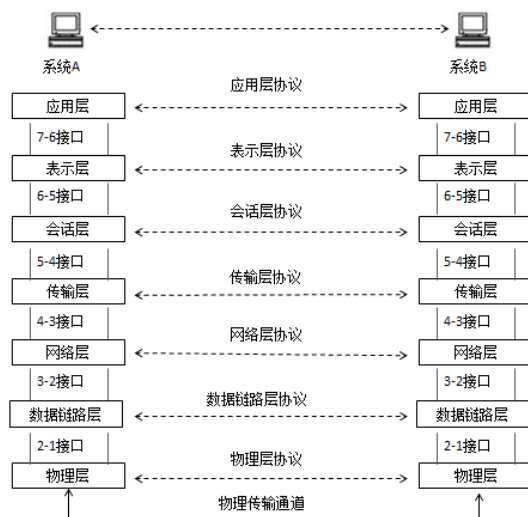 系统A 系统B
应用层协议
应用层 应用层
7-6接口 7-6接口
表示层协议
表示层 表示层
6-5接口 6-5接口
会话层协议
会话层 会话层
5-4接口 5-4接口
传输层协议
传输层 传输层
4-3接口 4-3接口
网络层协议
网络层 网络层
3-2接口 3-2接口
数据链路层协议
数据链路层 数据链路层
2-1接口 2-1接口
物理层协议
物理层 物理层
物理传输通道